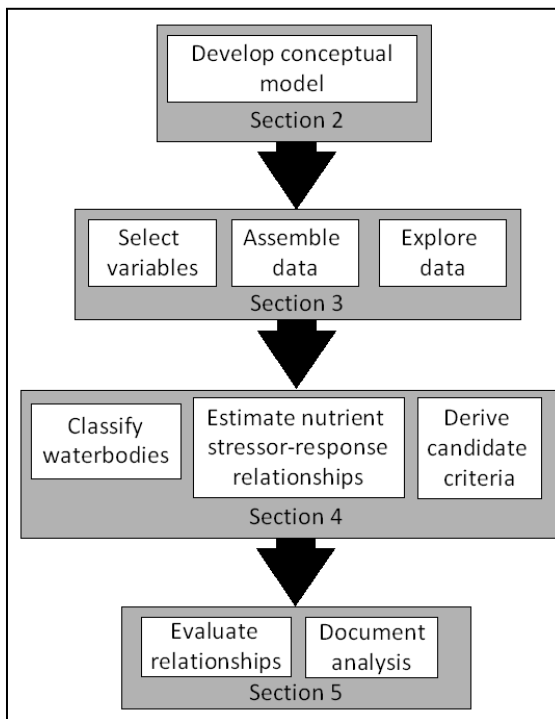 Develop conceptual
model
Section 2
Select
variables
Assemble
data
Explore
data
Section 3
Classify
waterbodies
Estimate nutrient
stressor-response
relationships
Derive
candidate
criteria
Section 4
Evaluate
relationships
Document
analysis
Section 5